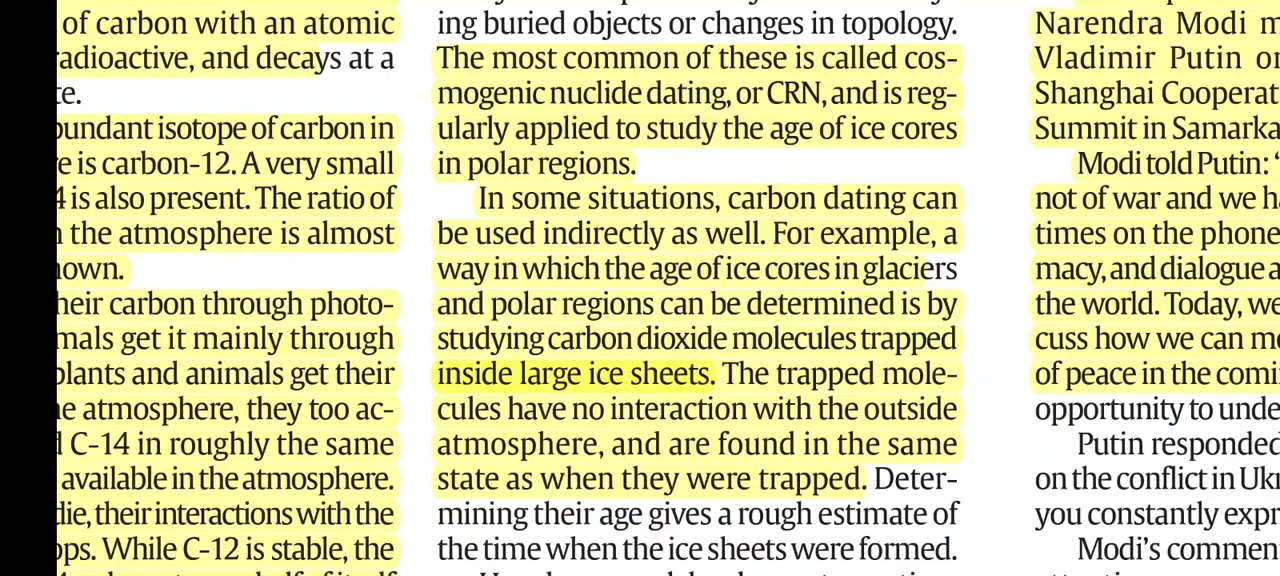 of carbon with an atomic
radioactive, and decays at a
te.
bundant isotope of carbon in
e is carbon-12. A very small
4 is also present. The ratio of
n the atmosphere is almost
nown.
heir carbon through photo-
mals get it mainly through
plants and animals get their
e atmosphere, they too ac-
d C-14 in roughly the same
available in the atmosphere.
die, their interactions with the
ops. While C-12 is stable, the
ing buried objects or changes in topology.
The most common of these is called cos-
mogenic nuclide dating, or CRN, and is reg-
ularly applied to study the age of ice cores
in polar regions.
In some situations, carbon dating can
be used indirectly as well. For example, a
way in which the age of ice cores in glaciers
and polar regions can be determined is by
studying carbon dioxide molecules trapped
inside large ice sheets. The trapped mole-
cules have no interaction with the outside
atmosphere, and are found in the same
state as when they were trapped. Deter-
mining their age gives a rough estimate of
the time when the ice sheets were formed.
Narendra Modi m
Vladimir Putin or
Shanghai Cooperat
Summit in Samarka
Modi told Putin: “
not of war and we ha
times on the phone
macy, and dialogue a
the world. Today, we
cuss how we can mo
of peace in the comi
opportunity to unde
Putin responded
on the conflict in Ukr
you constantly expr
Modi’s comment